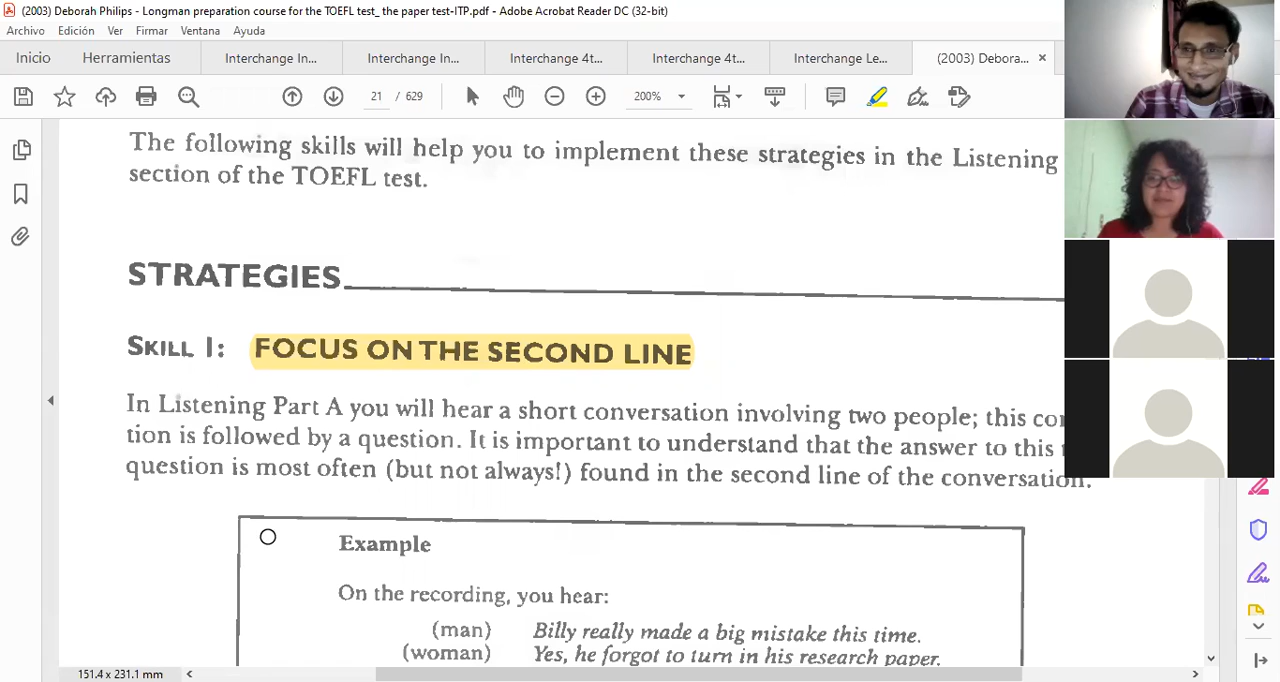 (2003) Deborah Philips - Longman preparation course for the TOEFL test_ the paper test-ITP.pdf - Adobe Acrobat Reader DC (32-bit)
Archivo Edición Ver Firmar Ventana Ayuda
Inicio Herramientas Interchange In... Interchange In... Interchange 4t... Interchange 4t... Interchange Le... (2003) Debora...
21 / 629 200%
The following skills will help you to implement these strategies in the Listening
section of the TOEFL test.
STRATEGIES
SKILL 1: FOCUS ON THE SECOND LINE
In Listening Part A you will hear a short conversation involving two people; this con
tion is followed by a question. It is important to understand that the answer to this
question is most often (but not always!) found in the second line of the conversation.
Example
On the recording, you hear:
(man) Billy really made a big mistake this time.
(woman) Yes, he forgot to turn in his research paper.
151.4 x 231.1 mm